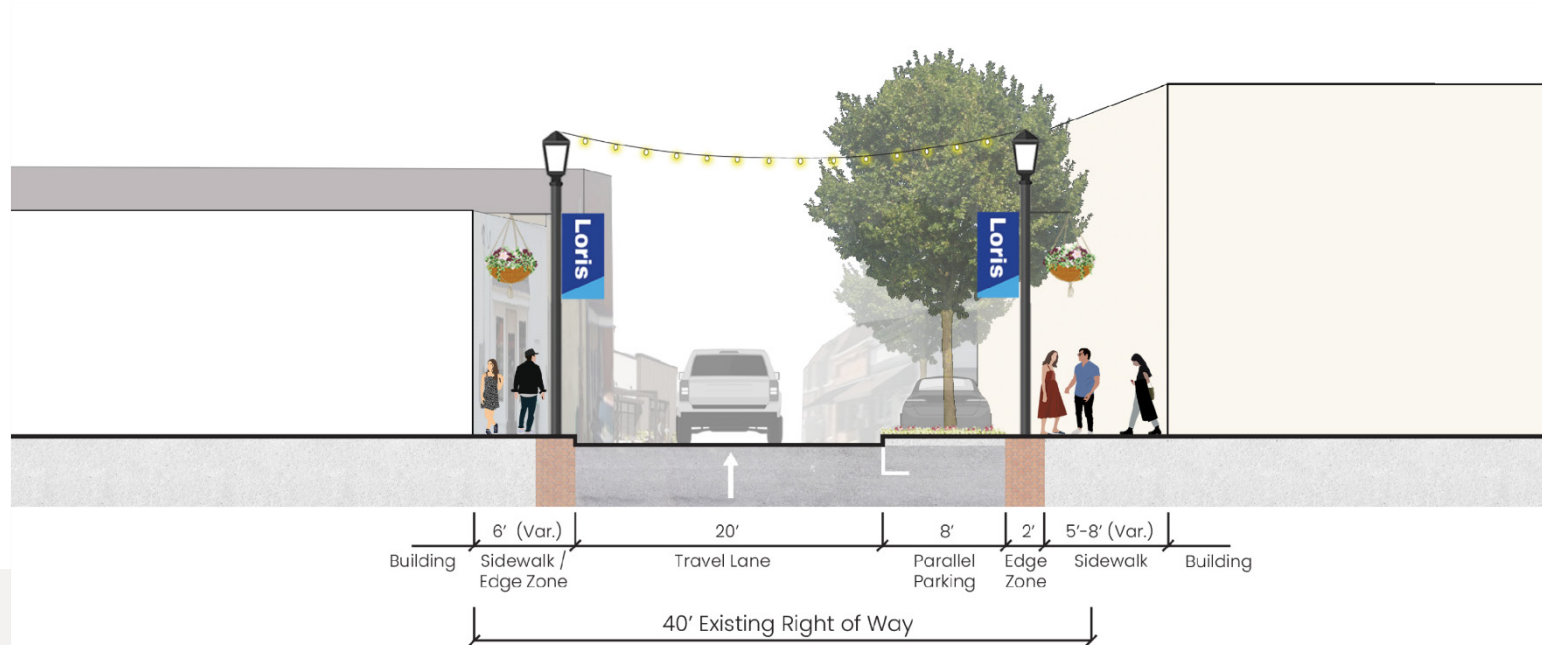 Loris
Loris
6' (Var.)
20'
8'
2'
5'-8' (Var.)
Building
Sidewalk /
Edge Zone
Travel Lane
Parallel
Parking
Edge
Zone
Sidewalk
Building
40' Existing Right of Way